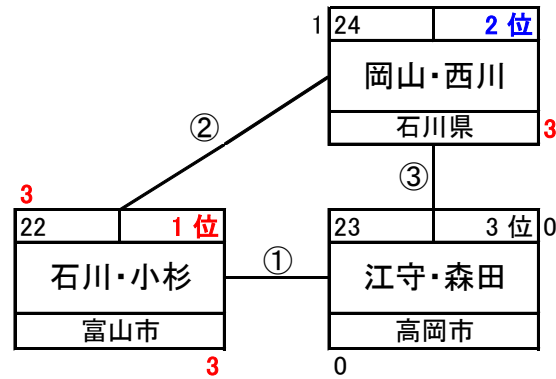 1 24 2 位
岡山・西川
石川県 3
②
③
3
22 1 位
石川・小杉
富山市
3
①
23 3 位 0
江守・森田
高岡市
0